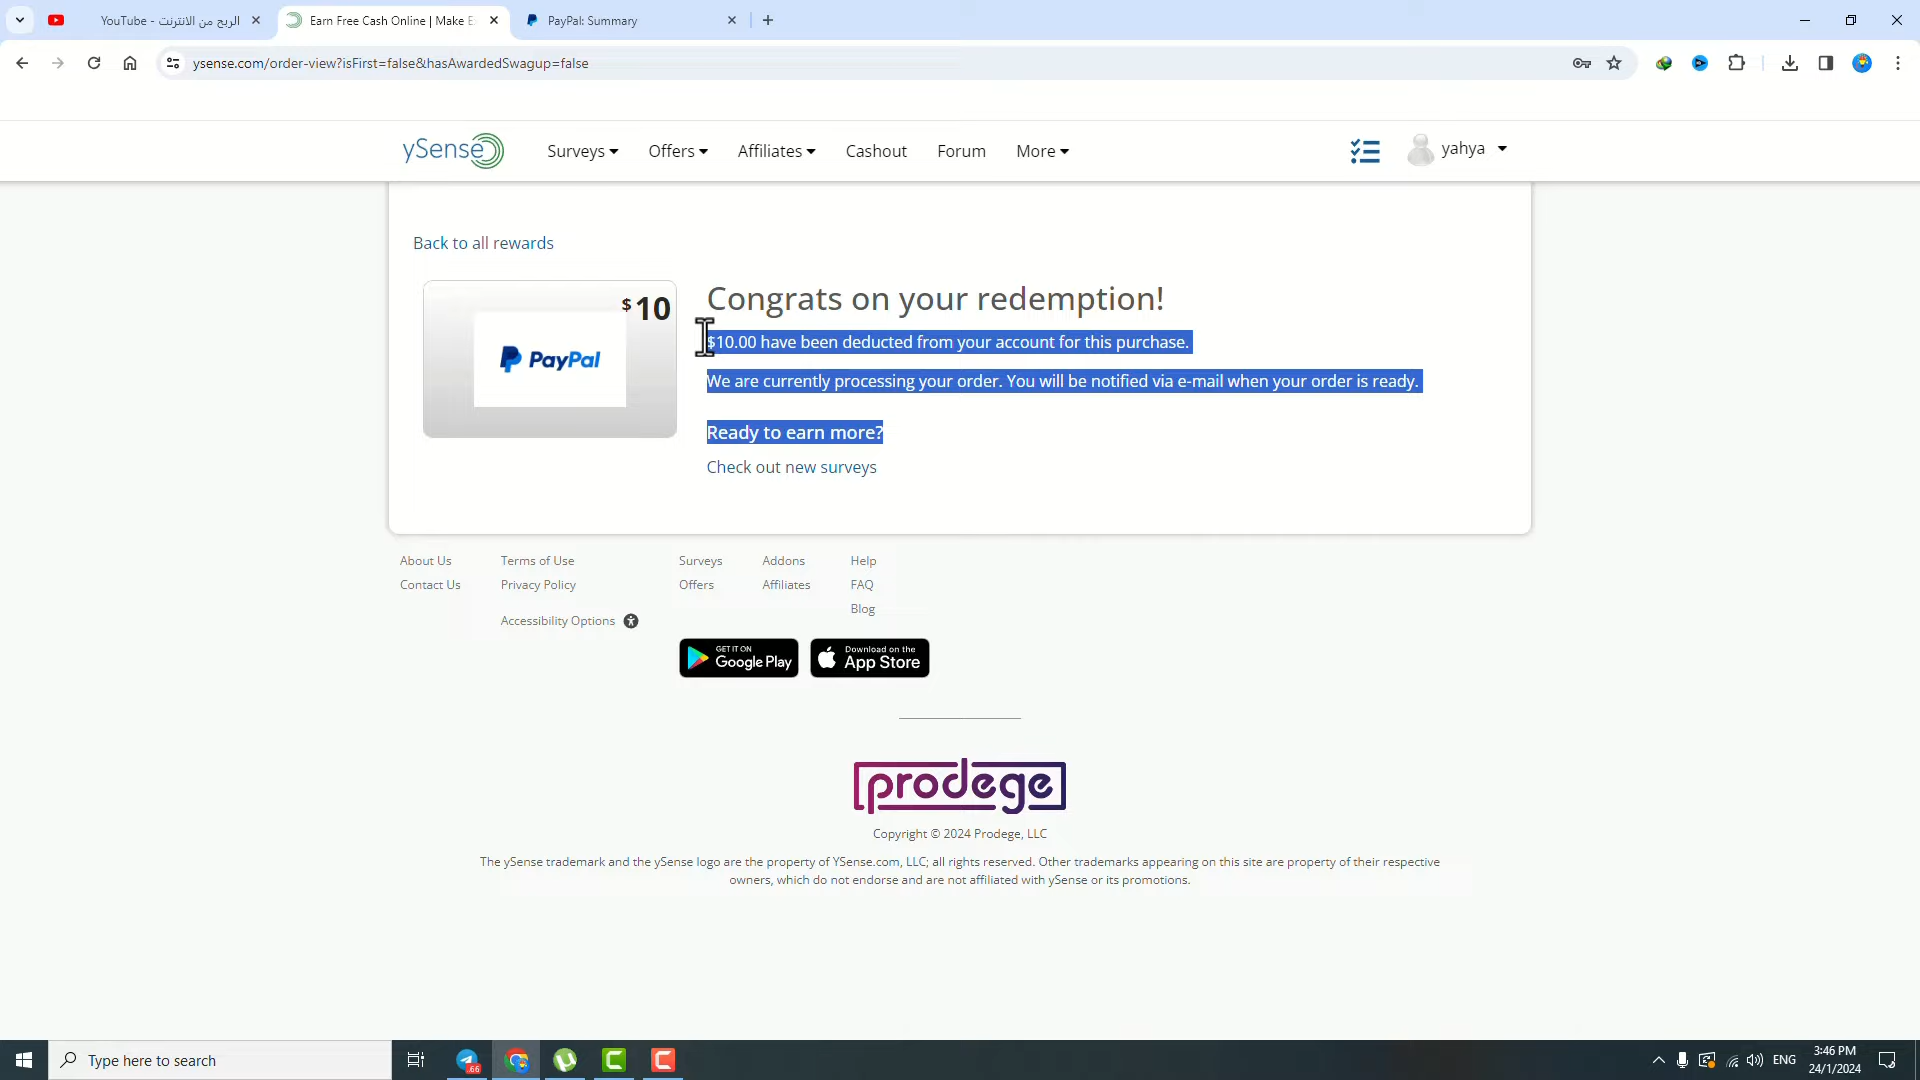 YouTube - الربح من الانترنت
Earn Free Cash Online | Make E
PayPal: Summary
ysense.com/order-view?isFirst=false&hasAwardedSwagup=false
ySense
Surveys
Offers
Affiliates
Cashout
Forum
More
yahya
Back to all rewards
$10
PayPal
Congrats on your redemption!
$10.00 have been deducted from your account for this purchase.
We are currently processing your order. You will be notified via e-mail when your order is ready.
Ready to earn more?
Check out new surveys
About Us
Contact Us
Terms of Use
Privacy Policy
Accessibility Options
Surveys
Offers
Addons
Affiliates
Help
FAQ
Blog
GET IT ON
Google Play
Download on the
App Store
prodege
Copyright © 2024 Prodege, LLC
The ySense trademark and the ySense logo are the property of YSense.com, LLC; all rights reserved. Other trademarks appearing on this site are property of their respective
owners, which do not endorse and are not affiliated with ySense or its promotions.
Type here to search
.66
ENG
3:46 PM
24/1/2024